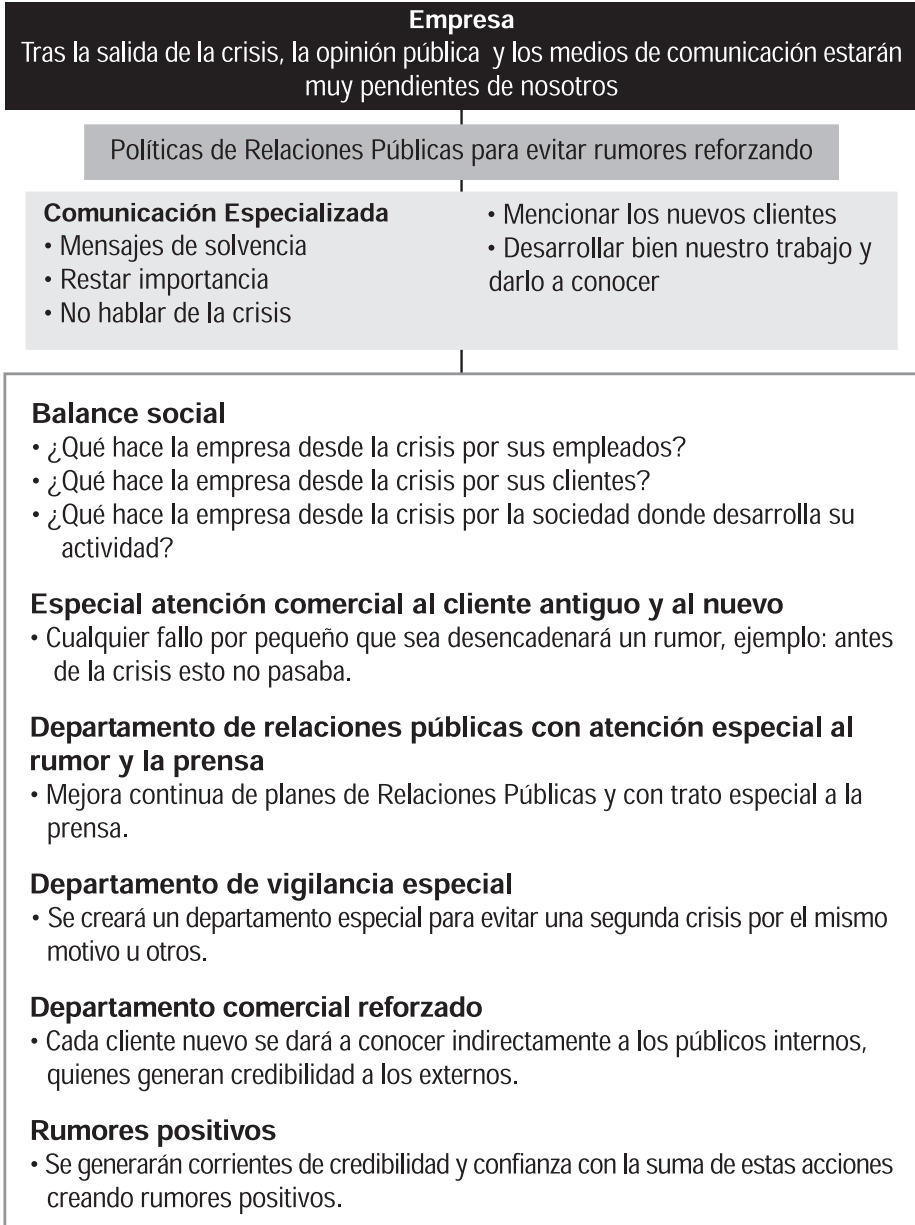 Empresa
Tras la salida de la crisis, la opinión pública y los medios de comunicación estarán
muy pendientes de nosotros
Políticas de Relaciones Públicas para evitar rumores reforzando
Comunicación Especializada
• Mensajes de solvencia
• Restar importancia
• No hablar de la crisis
• Mencionar los nuevos clientes
• Desarrollar bien nuestro trabajo y
darlo a conocer
Balance social
• ¿Qué hace la empresa desde la crisis por sus empleados?
• ¿Qué hace la empresa desde la crisis por sus clientes?
• ¿Qué hace la empresa desde la crisis por la sociedad donde desarrolla su
actividad?
Especial atención comercial al cliente antiguo y al nuevo
• Cualquier fallo por pequeño que sea desencadenará un rumor, ejemplo: antes
de la crisis esto no pasaba.
Departamento de relaciones públicas con atención especial al
rumor y la prensa
• Mejora continua de planes de Relaciones Públicas y con trato especial a la
prensa.
Departamento de vigilancia especial
• Se creará un departamento especial para evitar una segunda crisis por el mismo
motivo u otros.
Departamento comercial reforzado
• Cada cliente nuevo se dará a conocer indirectamente a los públicos internos,
quienes generan credibilidad a los externos.
Rumores positivos
• Se generarán corrientes de credibilidad y confianza con la suma de estas acciones
creando rumores positivos.